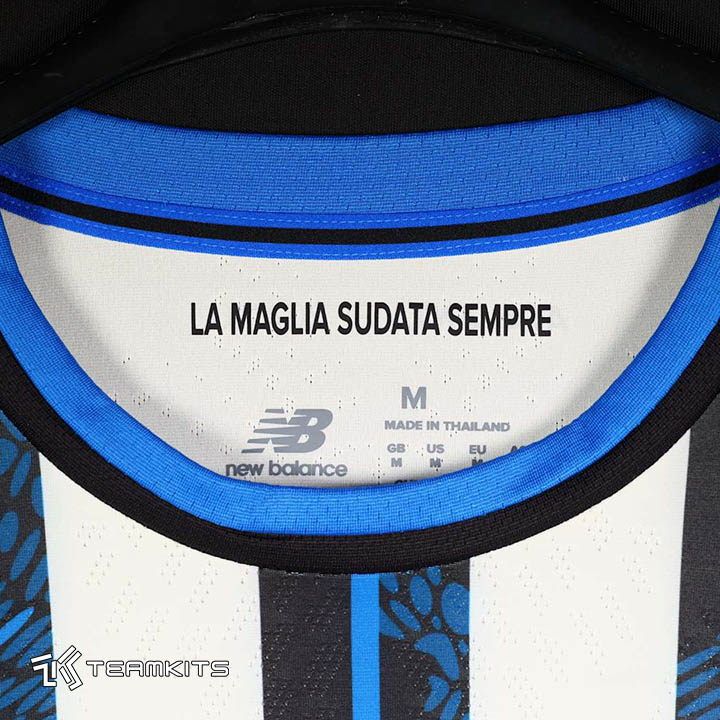 LA MAGLIA SUDATA SEMPRE
M
MADE IN THAILAND
new balance
GB US EU
M M M
TEAMKITS